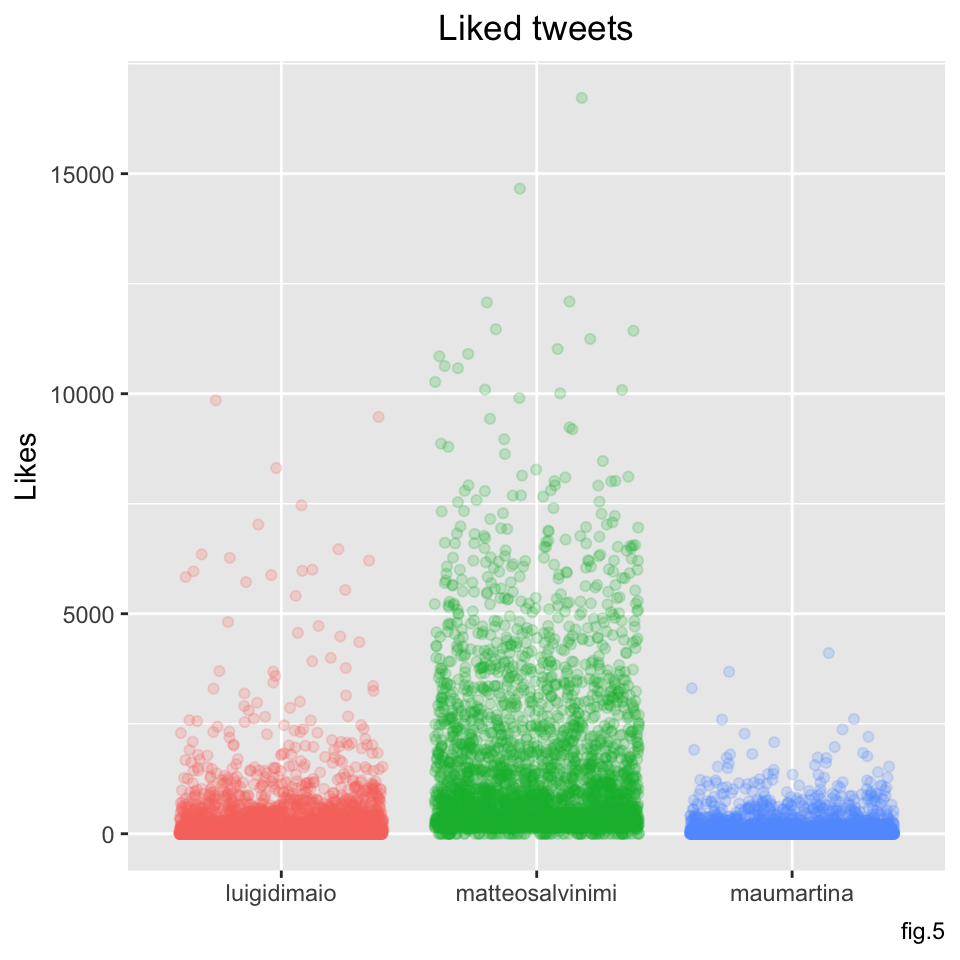 Liked tweets
Likes
15000
10000
5000
0
luigidimaio
matteosalvinimi
maumartina
fig.5